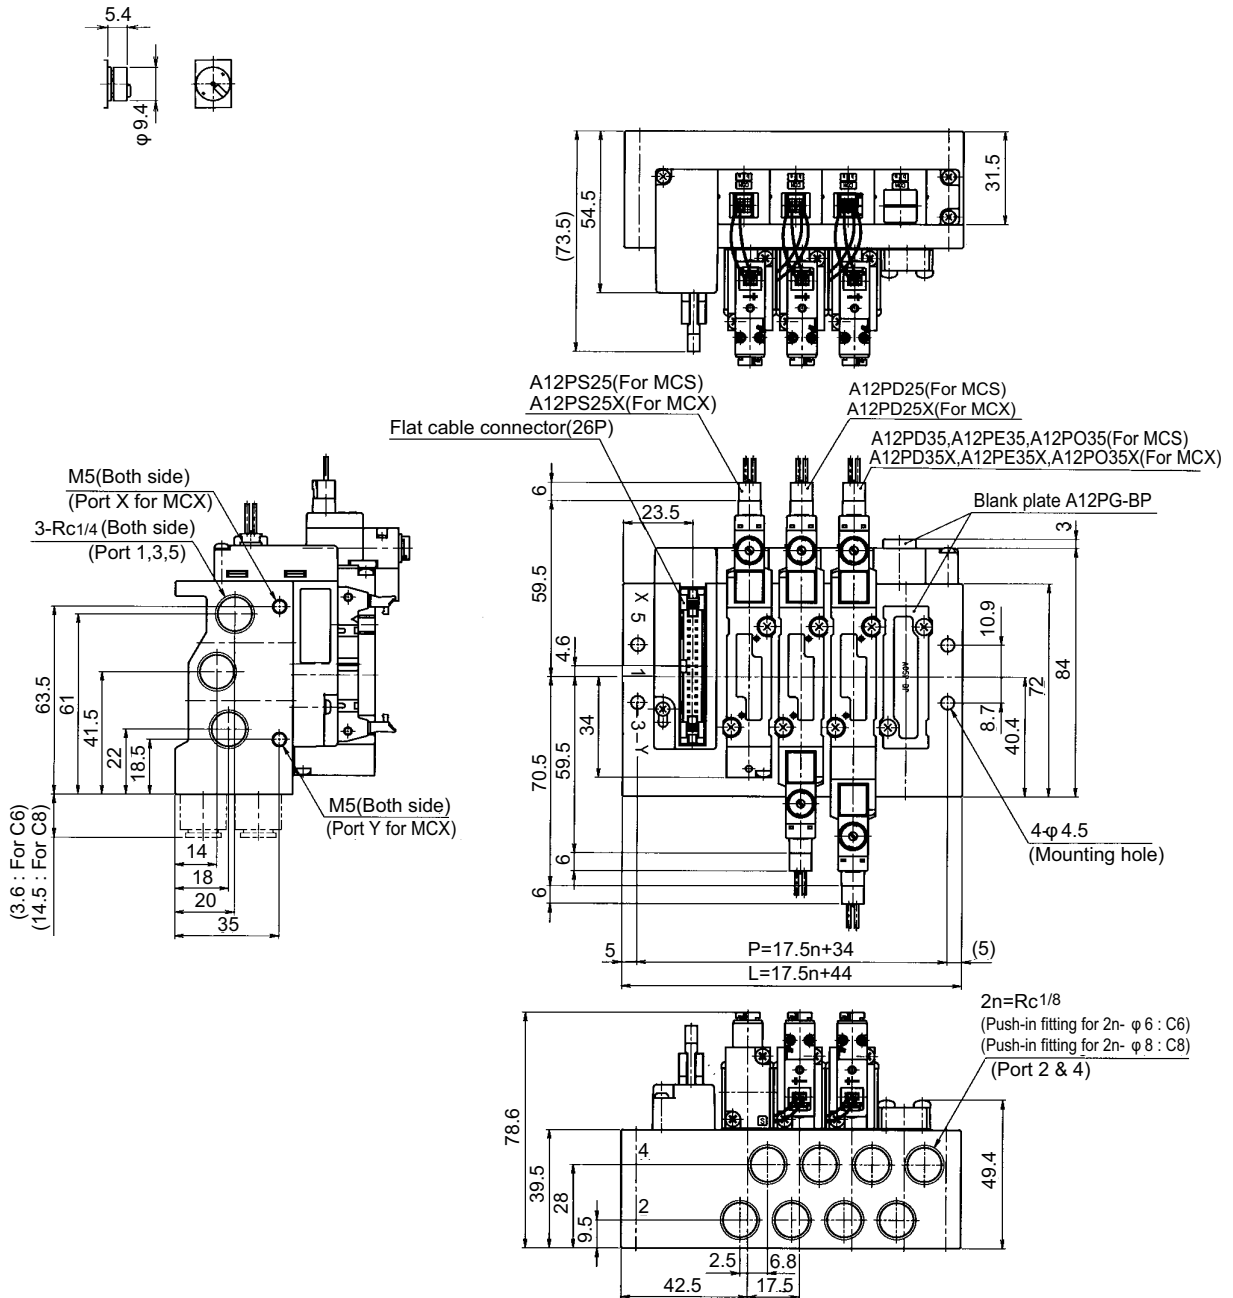 5.4
φ 9.4
(73.5)
54.5
31.5
A12PS25(For MCS)
A12PS25X(For MCX)
A12PD25(For MCS)
A12PD25X(For MCX)
Flat cable connector(26P)
A12PD35,A12PE35,A12PO35(For MCS)
A12PD35X,A12PE35X,A12PO35X(For MCX)
M5(Both side)
(Port X for MCX)
3-Rc1/4 (Both side)
(Port 1,3,5)
Blank plate A12PG-BP
6
23.5
3
59.5
4.6
X 5 1 3 Y
10.9
72
84
63.5
61
41.5
22
18.5
34
8.7
40.4
70.5
59.5
M5(Both side)
(Port Y for MCX)
4-φ 4.5
(Mounting hole)
14
18
20
35
(3.6 : For C6)
(14.5 : For C8)
6
6
5
P=17.5n+34
(5)
L=17.5n+44
2n=Rc1/8
(Push-in fitting for 2n- φ 6 : C6)
(Push-in fitting for 2n- φ 8 : C8)
(Port 2 & 4)
S
78.6
39.5
28
9.5
4
2
49.4
2.5
6.8
42.5
17.5